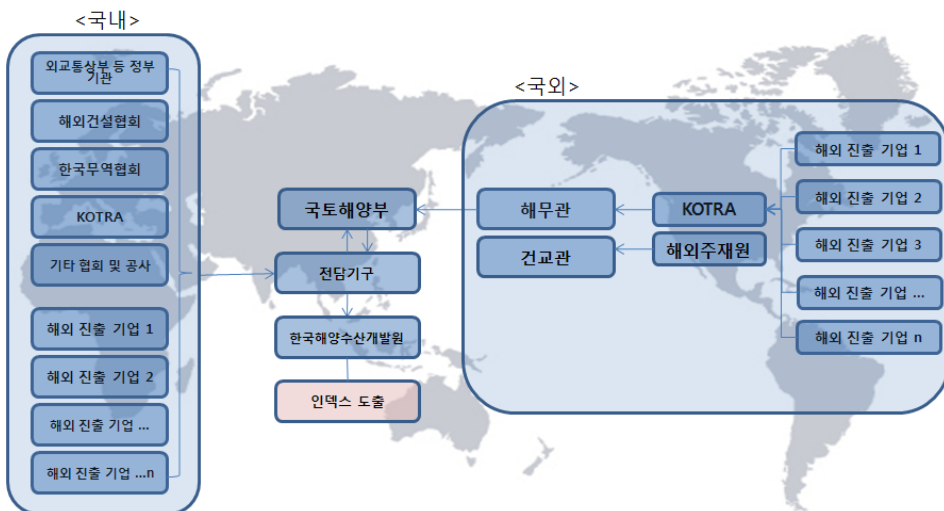 <국내>
외교통상부 등 정부
기관
해외건설협회
한국무역협회
KOTRA
기타 협회 및 공사
해외 진출 기업 1
해외 진출 기업 2
해외 진출 기업 ...
해외 진출 기업 ...n
국토해양부
전담기구
한국해양수산개발원
인덱스 도출
<국외>
해무관
건교관
KOTRA
해외주재원
해외 진출 기업 1
해외 진출 기업 2
해외 진출 기업 3
해외 진출 기업 ...
해외 진출 기업 n